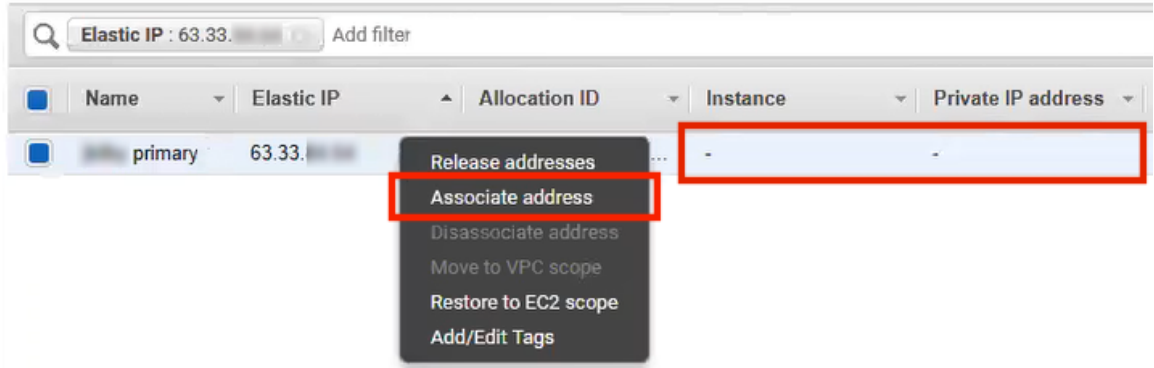 Elastic IP : 63.33. Add filter
Name Elastic IP Allocation ID Instance Private IP address
primary 63.33. ... - -
Release addresses
Associate address
Disassociate address
Move to VPC scope
Restore to EC2 scope
Add/Edit Tags